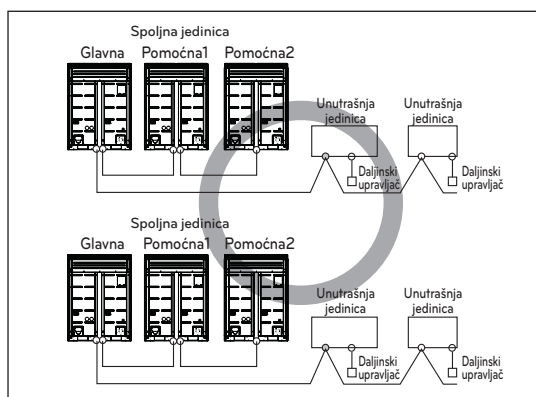 Spoljna jedinica
Glavna Pomoćna1 Pomoćna2
Unutrašnja
jedinica
Unutrašnja
jedinica
Daljinski
upravljač
Daljinski
upravljač
Spoljna jedinica
Glavna Pomoćna1 Pomoćna2
Unutrašnja
jedinica
Unutrašnja
jedinica
Daljinski
upravljač
Daljinski
upravljač